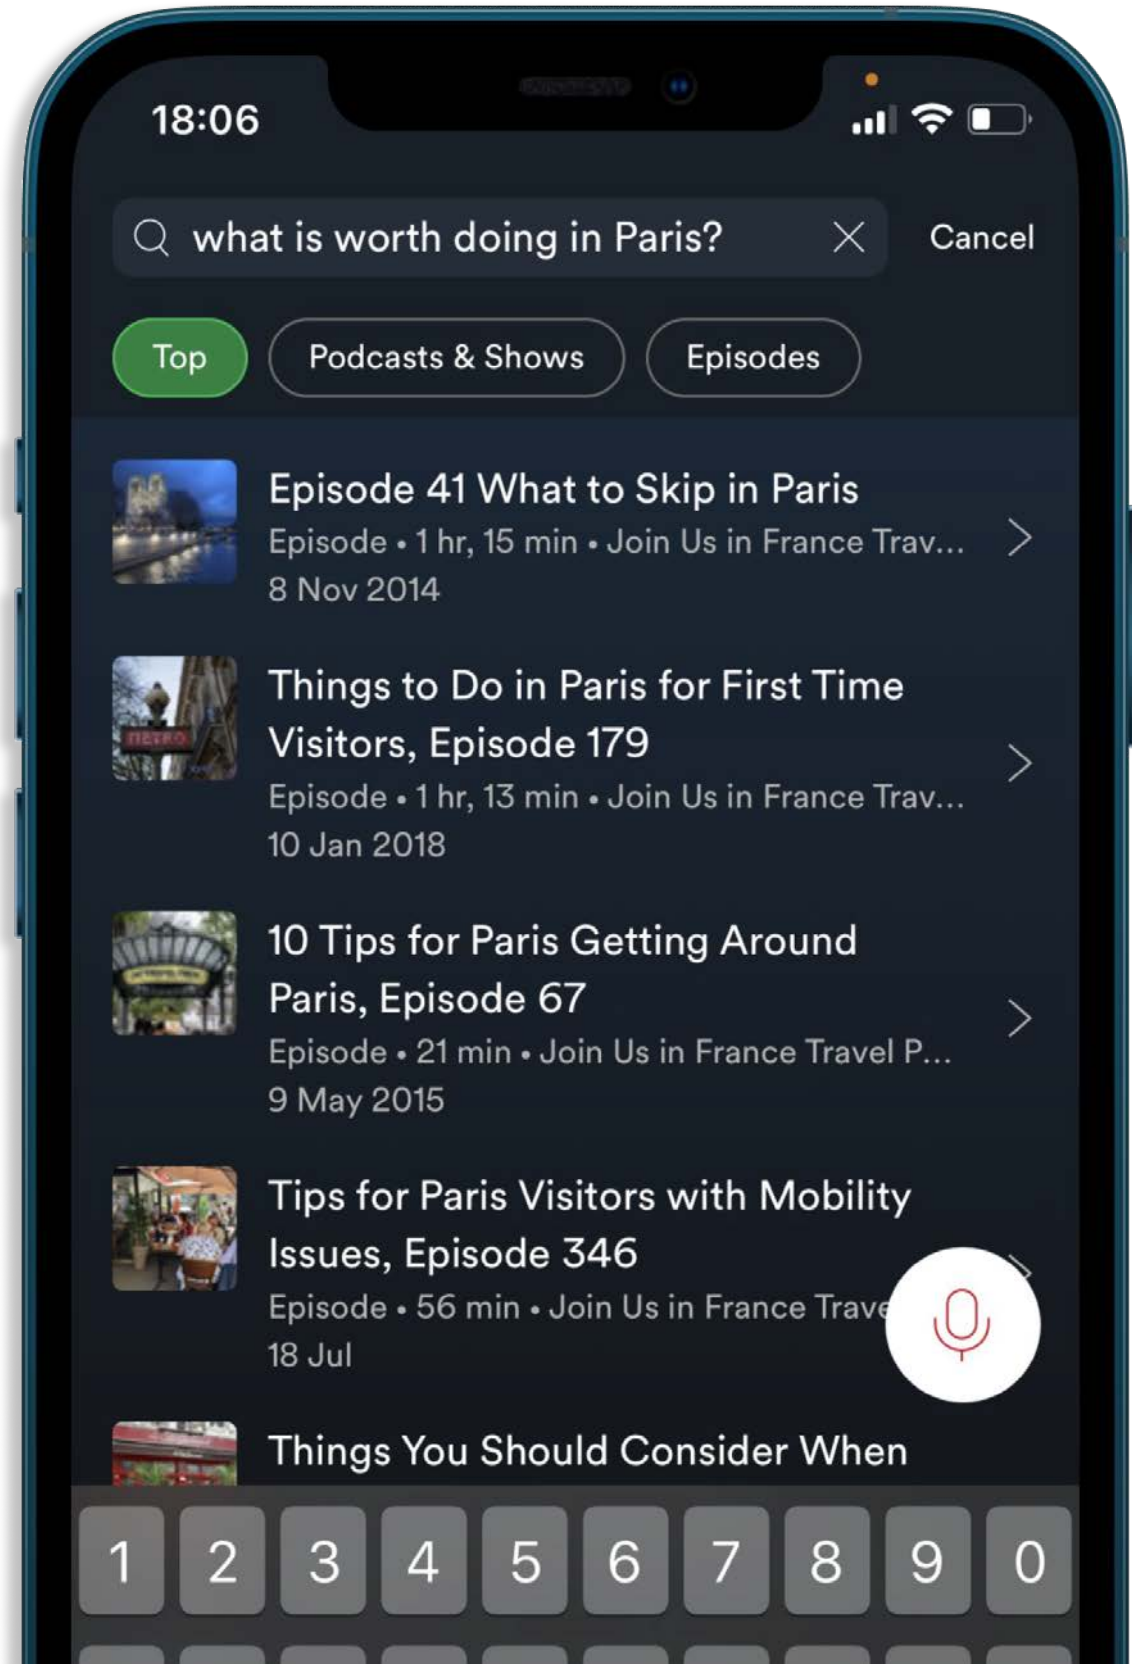 18:06
what is worth doing in Paris?
Cancel
Top
Podcasts & Shows
Episodes
Episode 41 What to Skip in Paris
Episode • 1 hr, 15 min • Join Us in France Trav...
8 Nov 2014
METRO
Things to Do in Paris for First Time
Visitors, Episode 179
Episode • 1 hr, 13 min • Join Us in France Trav...
10 Jan 2018
10 Tips for Paris Getting Around
Paris, Episode 67
Episode • 21 min • Join Us in France Travel P...
9 May 2015
Tips for Paris Visitors with Mobility
Issues, Episode 346
Episode • 56 min • Join Us in France Trave
18 Jul
Things You Should Consider When
1 2 3 4 5 6 7 8 9 0